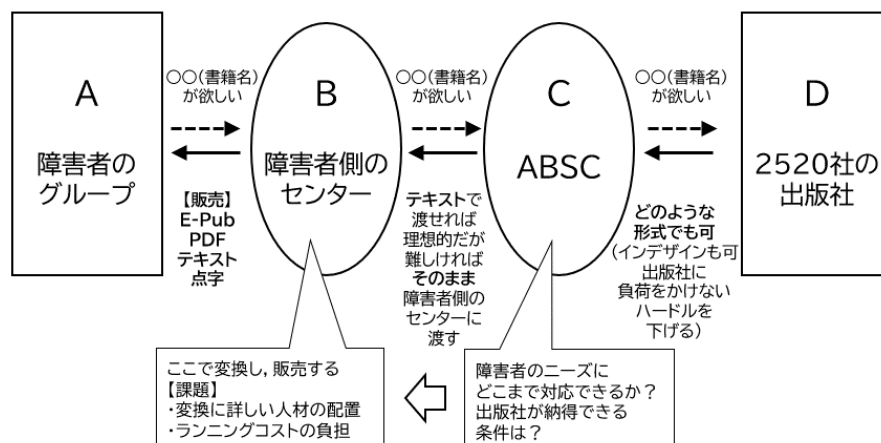 A
障害者の
グループ
〇〇(書籍名)
が欲しい
【販売】
E-Pub
PDF
テキスト
点字
B
障害者側の
センター
〇〇(書籍名)
が欲しい
テキストで
渡せれば
理想的だが
難しければ
そのまま
障害者側の
センターに
渡す
C
ABSC
〇〇(書籍名)
が欲しい
どのような
形式でも可
(インデザインも可
出版社に
負荷をかけない
ハードルを
下げる)
D
2520社の
出版社
ここで変換し,販売する
【課題】
・変換に詳しい人材の配置
・ランニングコストの負担
障害者のニーズに
どこまで対応できるか?
出版社が納得できる
条件は?